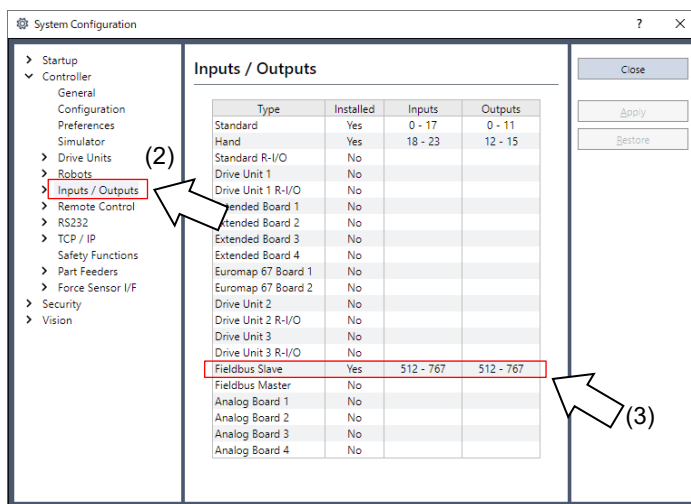 System Configuration
? ×
Startup
Controller
General
Configuration
Preferences
Simulator
Drive Units
Robots
Inputs / Outputs
Remote Control
RS232
TCP / IP
Safety Functions
Part Feeders
Force Sensor I/F
Security
Vision
(2)
Inputs / Outputs
Type Installed Inputs Outputs
Standard Yes 0 - 17 0 - 11
Hand Yes 18 - 23 12 - 15
Standard R-I/O No
Drive Unit 1 No
Drive Unit 1 R-I/O No
Extended Board 1 No
Extended Board 2 No
Extended Board 3 No
Extended Board 4 No
Euromap 67 Board 1 No
Euromap 67 Board 2 No
Drive Unit 2 No
Drive Unit 2 R-I/O No
Drive Unit 3 No
Drive Unit 3 R-I/O No
Fieldbus Slave Yes 512 - 767 512 - 767
Fieldbus Master No
Analog Board 1 No
Analog Board 2 No
Analog Board 3 No
Analog Board 4 No
(3)
Close
Apply
Restore